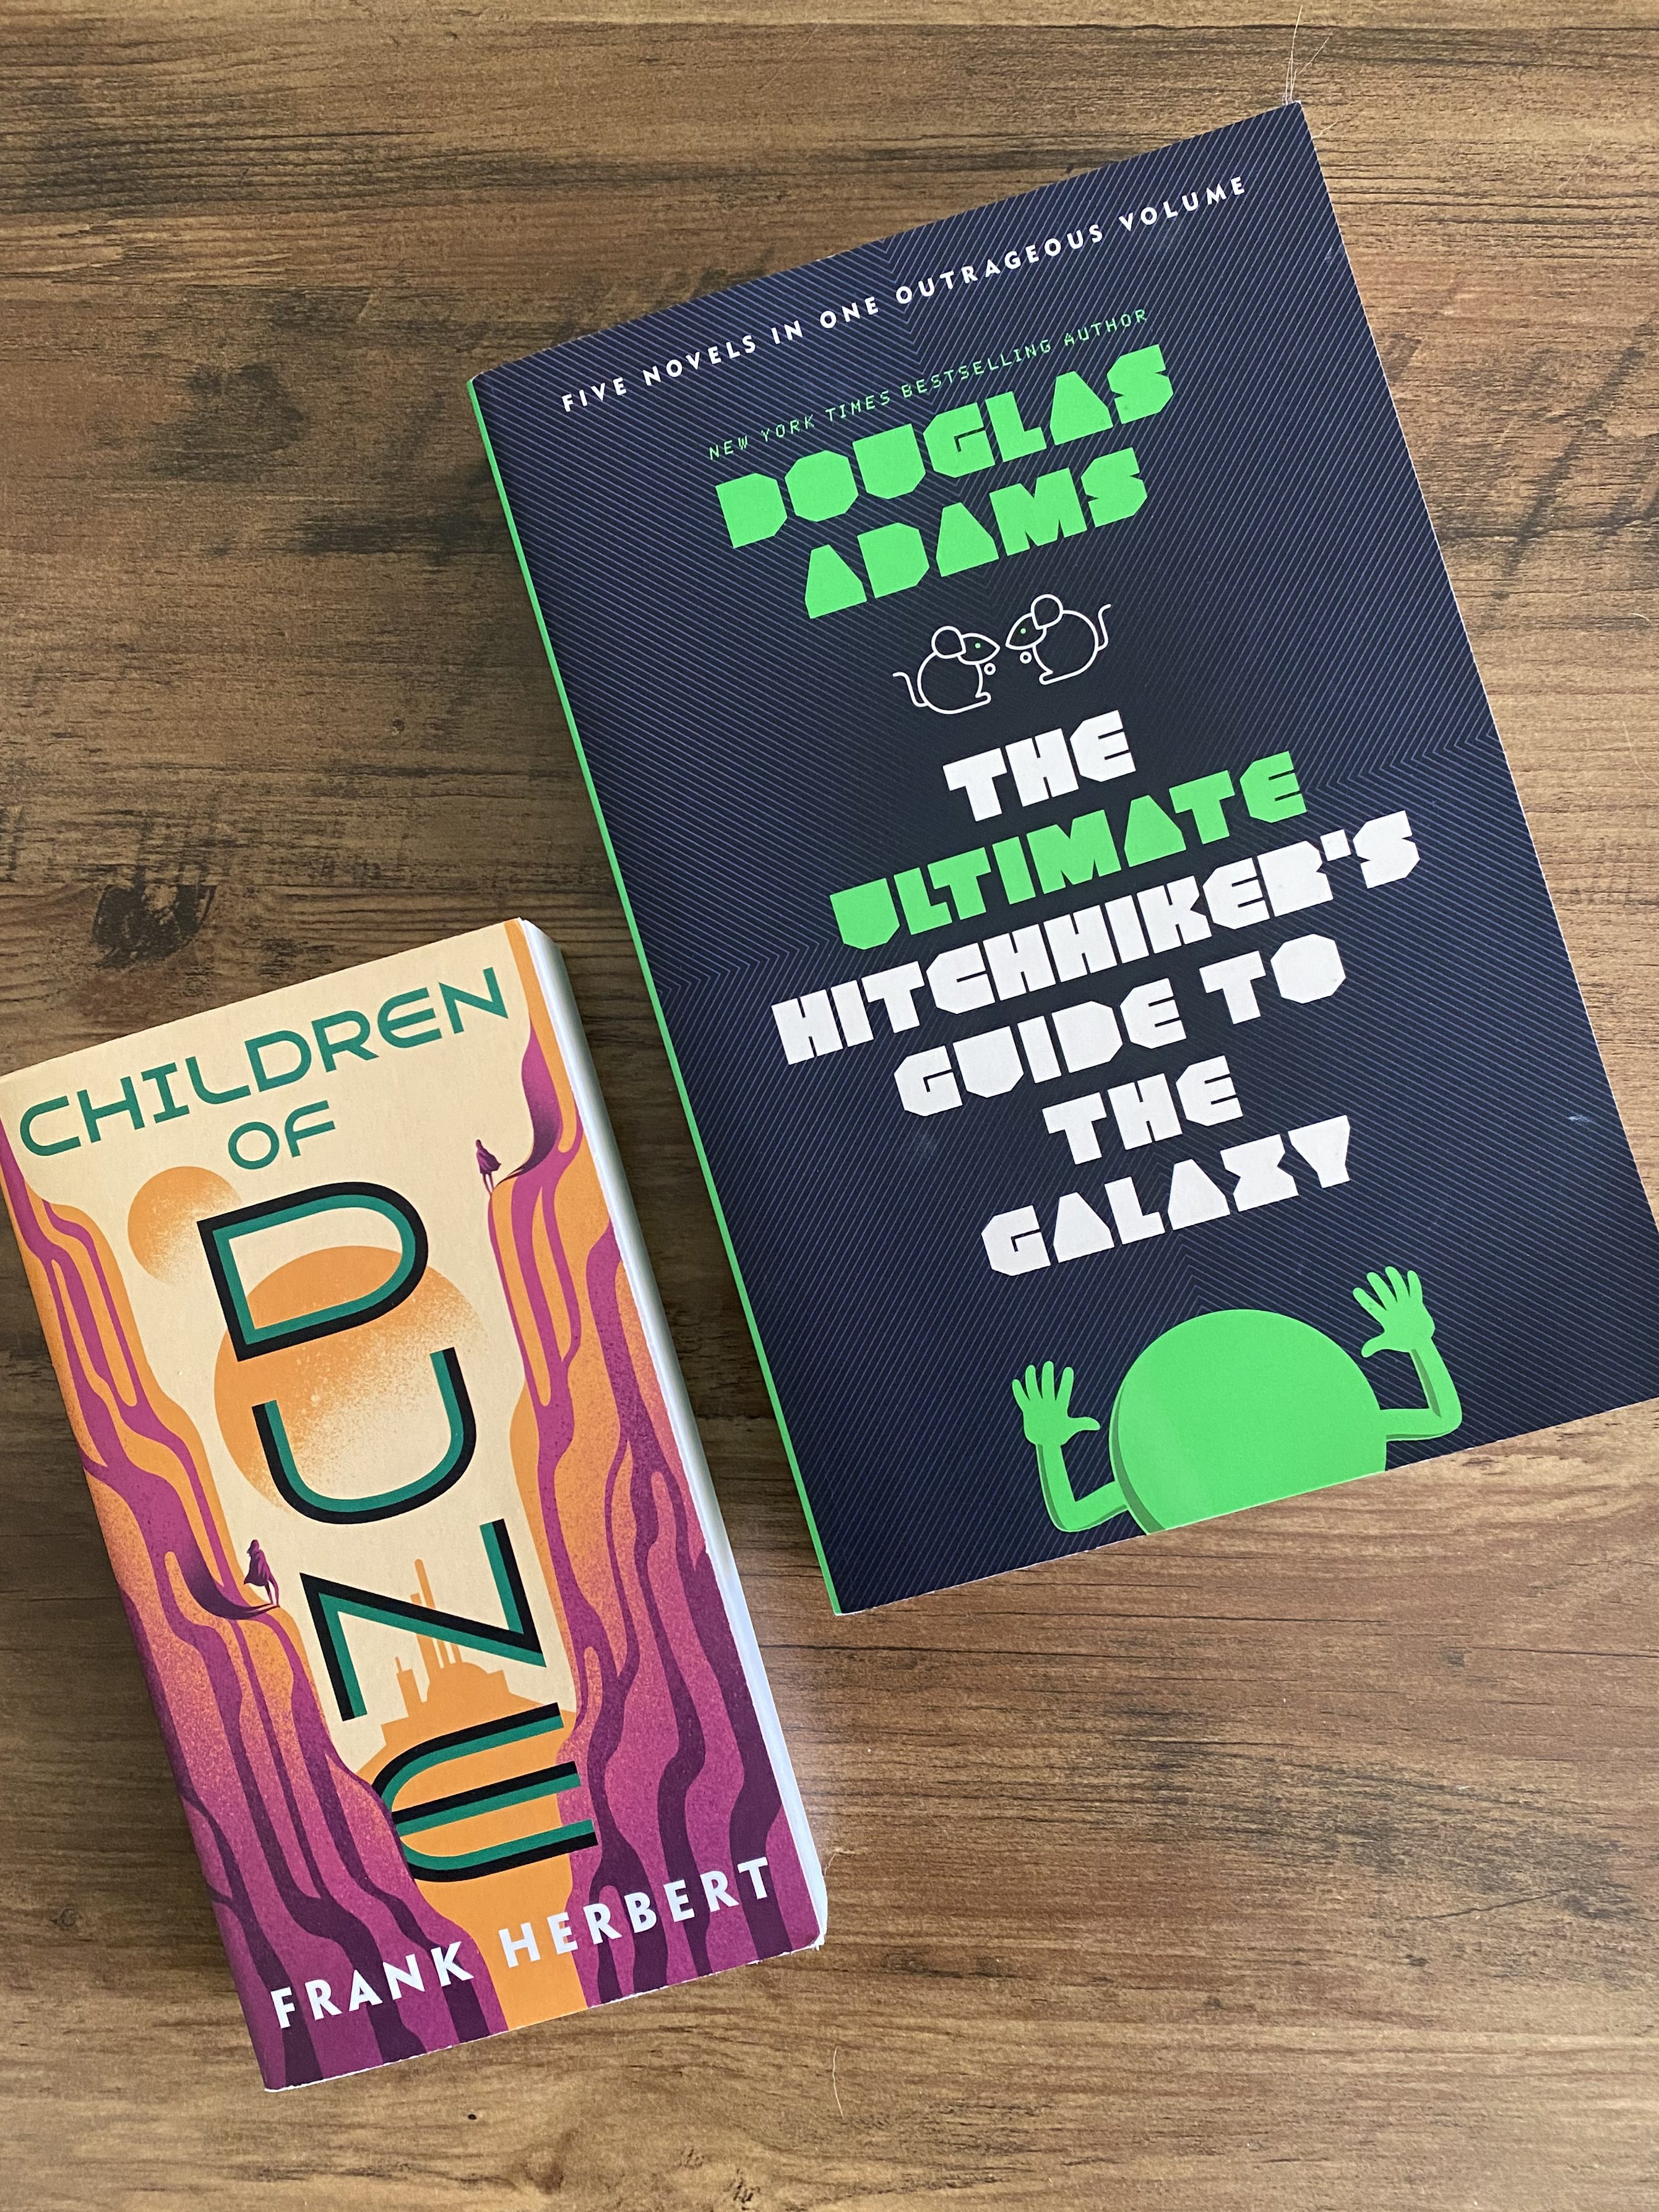 FIVE NOVELS IN ONE OUTRAGEOUS VOLUME
NEW YORK TIMES BESTSELLING AUTHOR
DOUGLAS
ADAMS
THE
ULTIMATE
HITCHHIKER'S
GUIDE TO
THE
GALAXY
CHILDREN
OF
DUNE
FRANK HERBERT